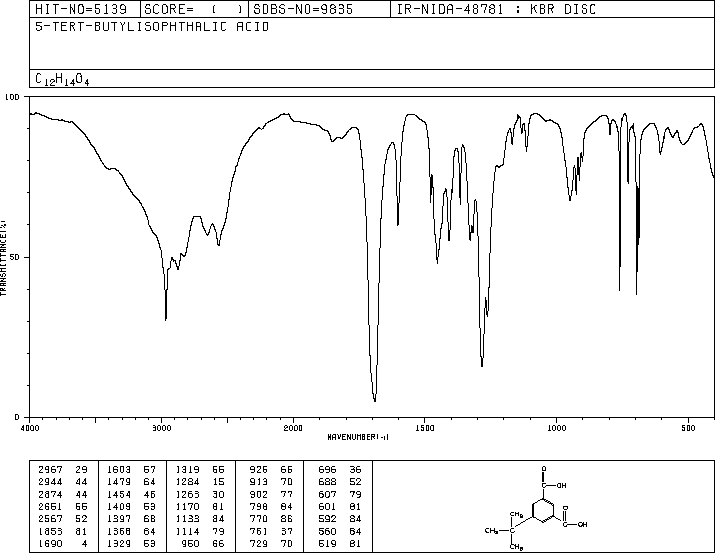 HIT-NO=5139 SCORE= ( ) SDBS-NO=9835 IR-NIDA-48781 : KBR DISC
5-TERT-BUTYLISOPHTHALIC ACID
C12H14O4
100
50
0
TRANSMITTANCE(%)
4000 3000 2000 1500 1000 500
WAVENUMBER(-1)
2967 29 1603 57 1319 55 926 66 696 36
2944 44 1479 64 1284 15 913 70 688 52
2874 44 1454 46 1263 30 902 77 607 79
2651 55 1409 53 1170 81 798 84 601 81
2567 52 1397 68 1133 84 770 86 592 84
1853 81 1368 64 1114 79 761 37 560 84
1690 4 1329 53 950 66 729 70 519 81
O
C OH
O
C OH
CH3
CH3 C
CH3